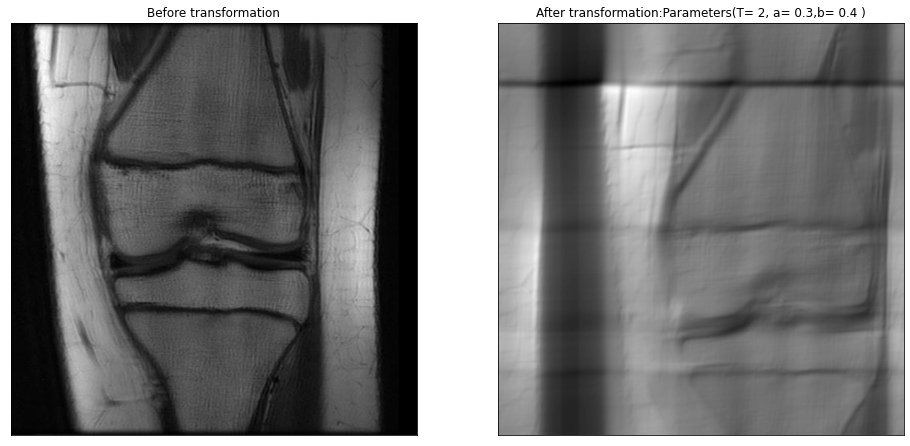 Before transformation
After transformation:Parameters(T= 2, a= 0.3,b= 0.4 )